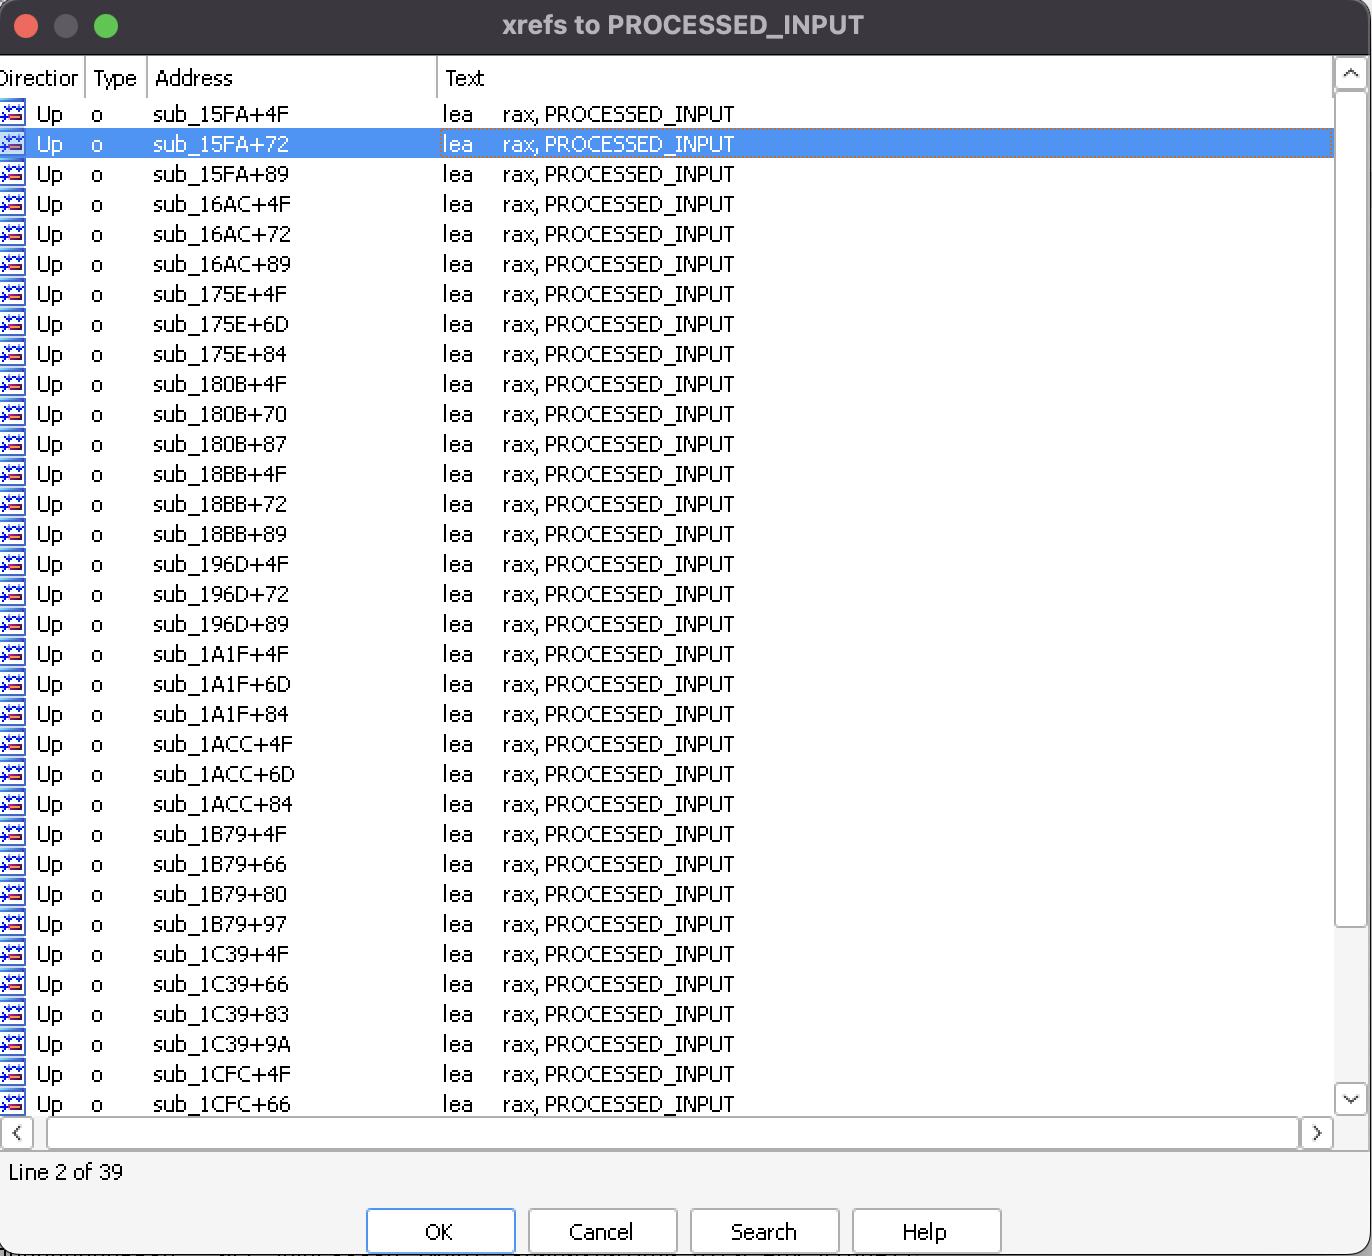 xrefs to PROCESSED_INPUT
Direction Type Address Text
Up o sub_15FA+4F lea rax, PROCESSED_INPUT
Up o sub_15FA+72 lea rax, PROCESSED_INPUT
Up o sub_15FA+89 lea rax, PROCESSED_INPUT
Up o sub_16AC+4F lea rax, PROCESSED_INPUT
Up o sub_16AC+72 lea rax, PROCESSED_INPUT
Up o sub_16AC+89 lea rax, PROCESSED_INPUT
Up o sub_175E+4F lea rax, PROCESSED_INPUT
Up o sub_175E+6D lea rax, PROCESSED_INPUT
Up o sub_175E+84 lea rax, PROCESSED_INPUT
Up o sub_180B+4F lea rax, PROCESSED_INPUT
Up o sub_180B+70 lea rax, PROCESSED_INPUT
Up o sub_180B+87 lea rax, PROCESSED_INPUT
Up o sub_18BB+4F lea rax, PROCESSED_INPUT
Up o sub_18BB+72 lea rax, PROCESSED_INPUT
Up o sub_18BB+89 lea rax, PROCESSED_INPUT
Up o sub_196D+4F lea rax, PROCESSED_INPUT
Up o sub_196D+72 lea rax, PROCESSED_INPUT
Up o sub_196D+89 lea rax, PROCESSED_INPUT
Up o sub_1A1F+4F lea rax, PROCESSED_INPUT
Up o sub_1A1F+6D lea rax, PROCESSED_INPUT
Up o sub_1A1F+84 lea rax, PROCESSED_INPUT
Up o sub_1ACC+4F lea rax, PROCESSED_INPUT
Up o sub_1ACC+6D lea rax, PROCESSED_INPUT
Up o sub_1ACC+84 lea rax, PROCESSED_INPUT
Up o sub_1B79+4F lea rax, PROCESSED_INPUT
Up o sub_1B79+66 lea rax, PROCESSED_INPUT
Up o sub_1B79+80 lea rax, PROCESSED_INPUT
Up o sub_1B79+97 lea rax, PROCESSED_INPUT
Up o sub_1C39+4F lea rax, PROCESSED_INPUT
Up o sub_1C39+66 lea rax, PROCESSED_INPUT
Up o sub_1C39+83 lea rax, PROCESSED_INPUT
Up o sub_1C39+9A lea rax, PROCESSED_INPUT
Up o sub_1CFC+4F lea rax, PROCESSED_INPUT
Up o sub_1CFC+66 lea rax, PROCESSED_INPUT
Line 2 of 39
OK Cancel Search Help